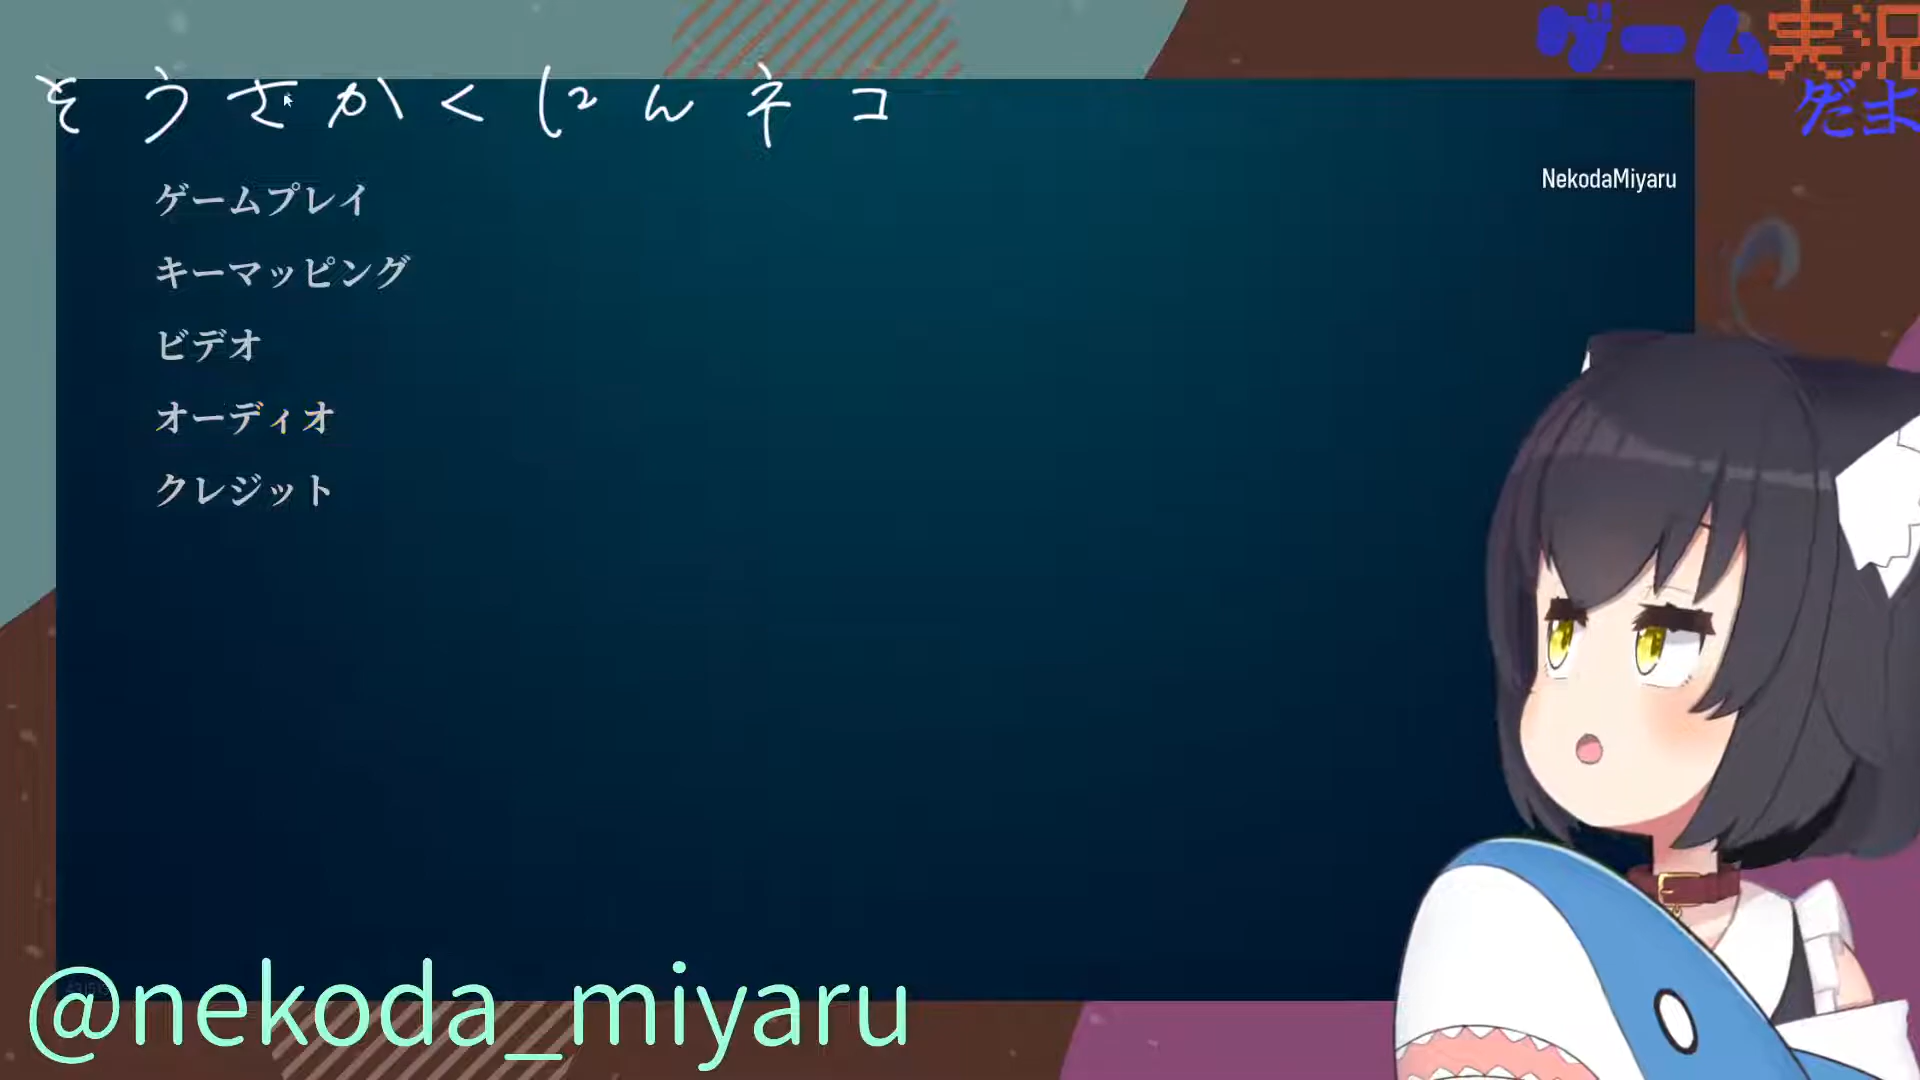 そうさかくにんネコ
ゲーム実況
だよ
NekodaMiyaru
ゲームプレイ
キーマッピング
ビデオ
オーディオ
クレジット
@nekoda_miyaru